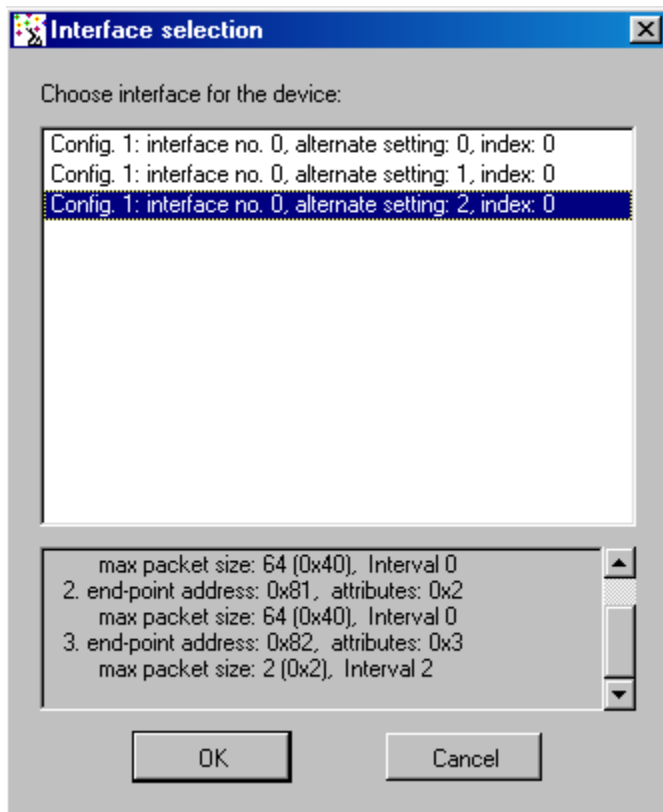 Interface selection
Choose interface for the device:
Config. 1: interface no. 0, alternate setting: 0, index: 0
Config. 1: interface no. 0, alternate setting: 1, index: 0
Config. 1: interface no. 0, alternate setting: 2, index: 0
max packet size: 64 (0x40), Interval 0
2. end-point address: 0x81, attributes: 0x2
max packet size: 64 (0x40), Interval 0
3. end-point address: 0x82, attributes: 0x3
max packet size: 2 (0x2), Interval 2
OK Cancel